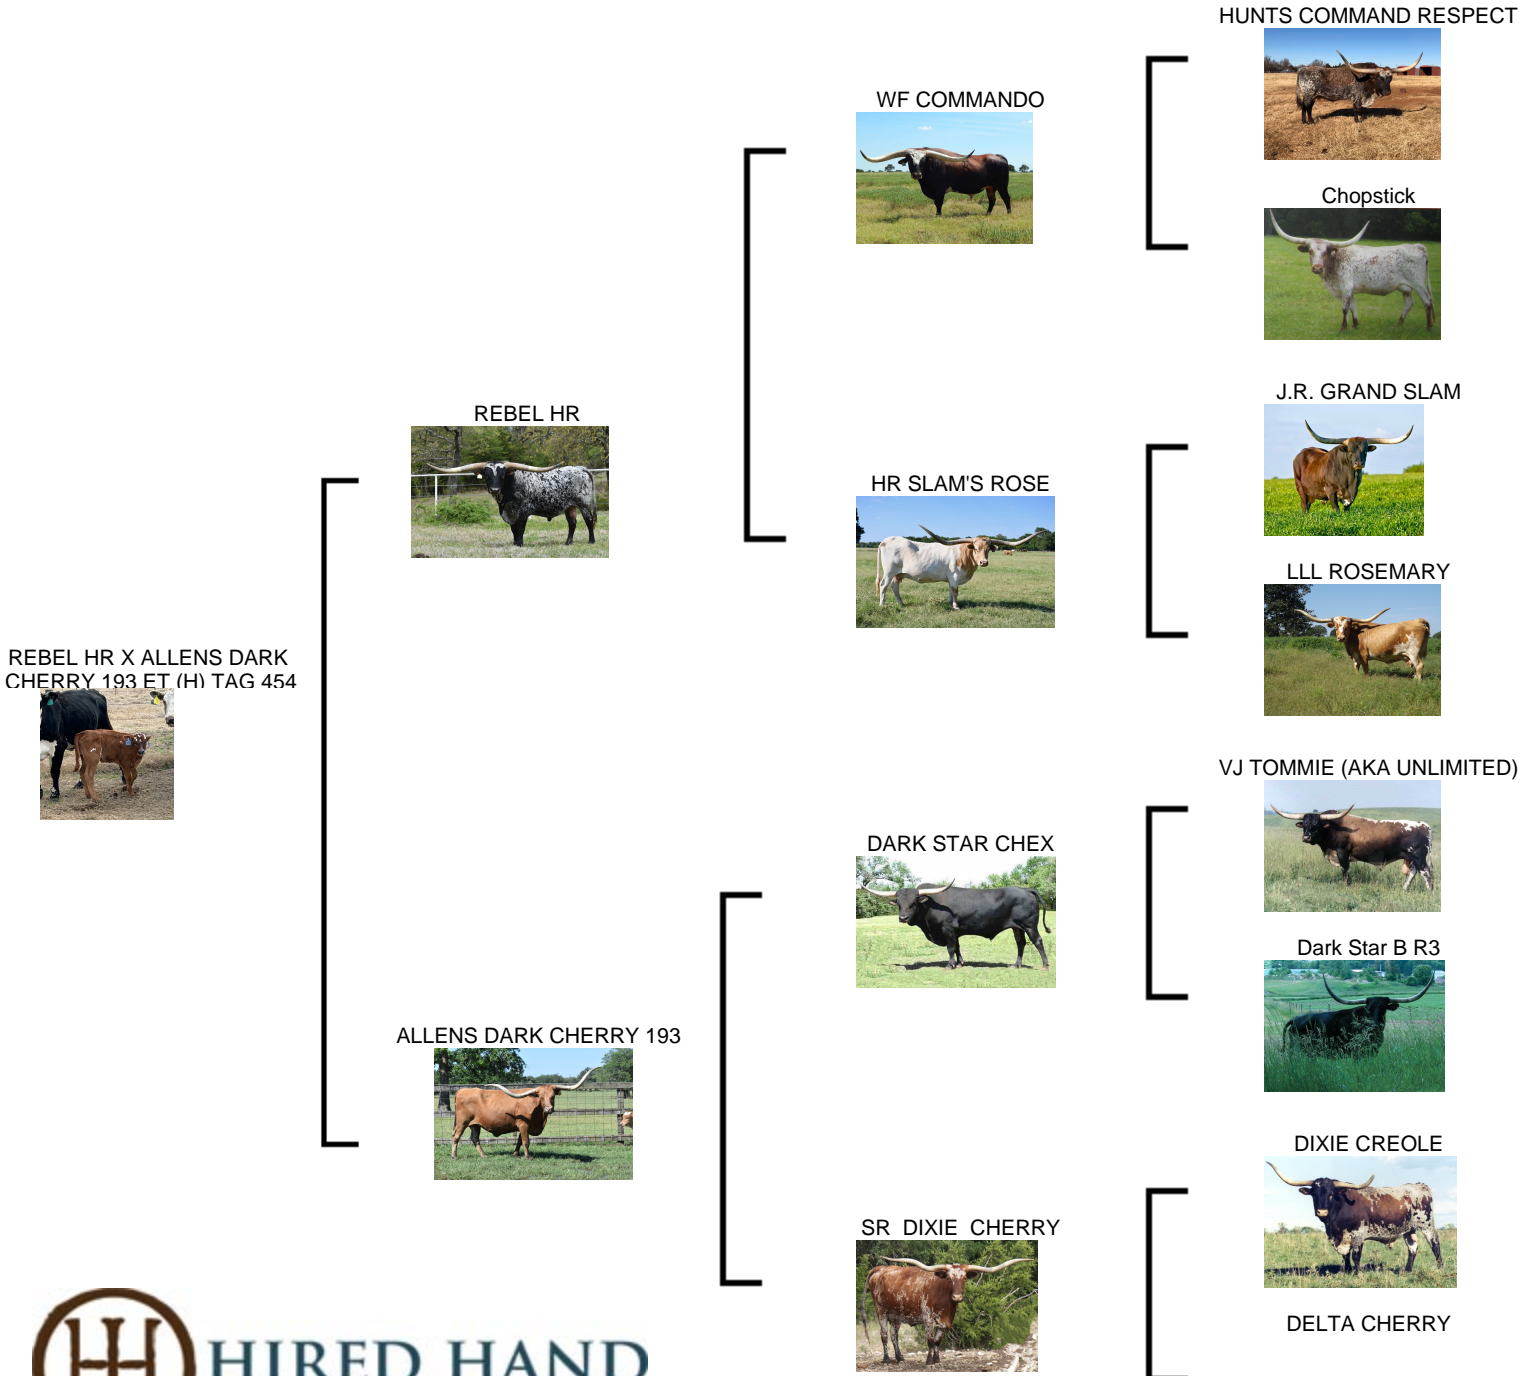 HUNTS COMMAND RESPECT
WF COMMANDO
Chopstick
J.R. GRAND SLAM
REBEL HR
HR SLAM'S ROSE
LLL ROSEMARY
REBEL HR X ALLENS DARK
CHERRY 193 ET (H) TAG 454
VJ TOMMIE (AKA UNLIMITED)
DARK STAR CHEX
Dark Star B R3
ALLENS DARK CHERRY 193
DIXIE CREOLE
SR DIXIE CHERRY
DELTA CHERRY
HIRED HAND